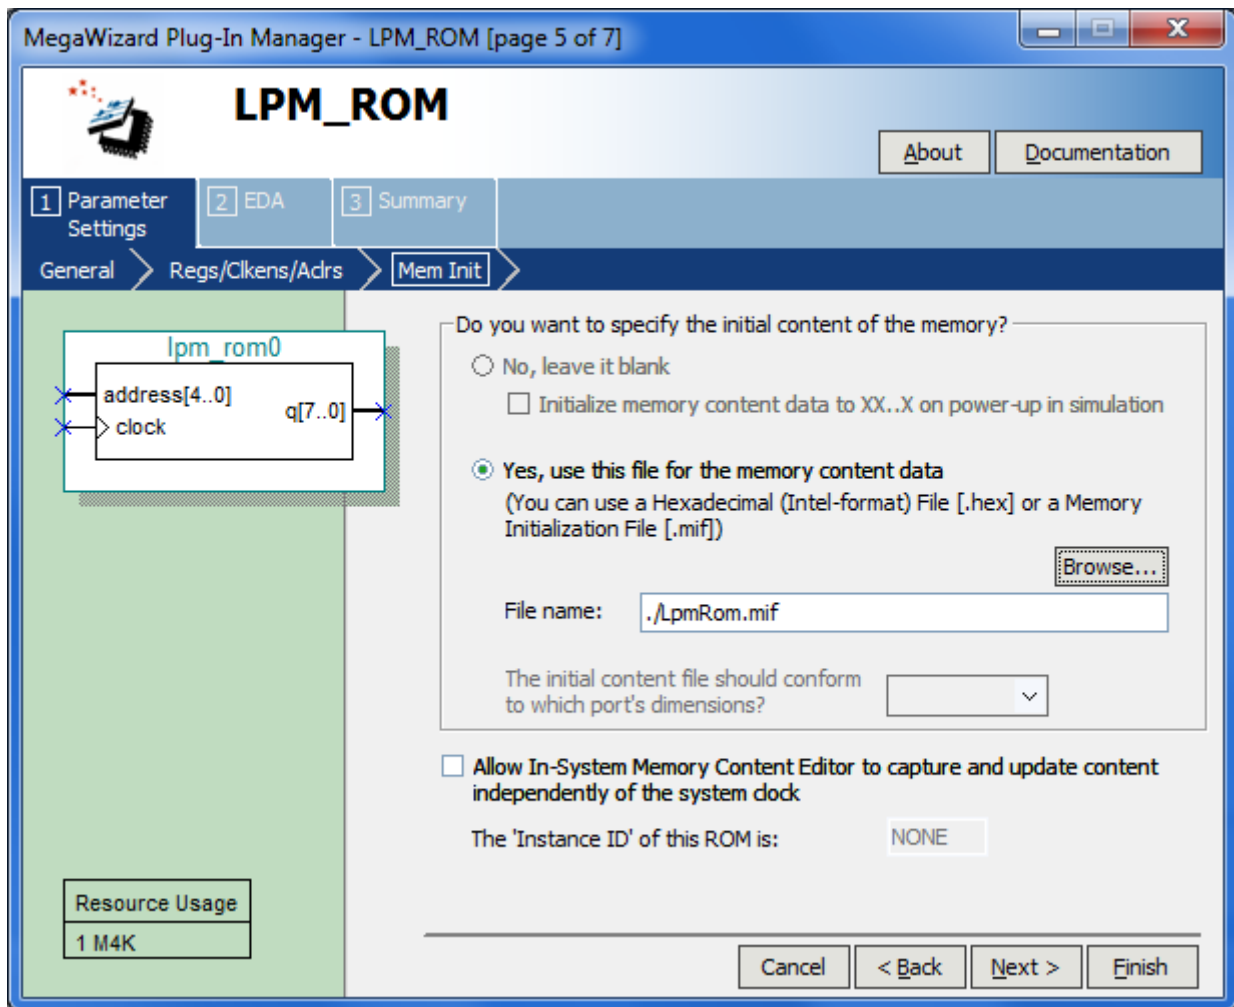 MegaWizard Plug-In Manager - LPM_ROM [page 5 of 7]
LPM_ROM
About
Documentation
1 Parameter Settings
2 EDA
3 Summary
General
Regs/Clkens/Aclrs
Mem Init
lpm_rom0
address[4..0]
q[7..0]
clock
Do you want to specify the initial content of the memory?
No, leave it blank
Initialize memory content data to XX..X on power-up in simulation
Yes, use this file for the memory content data
(You can use a Hexadecimal (Intel-format) File [.hex] or a Memory
Initialization File [.mif])
Browse...
File name:
./LpmRom.mif
The initial content file should conform
to which port's dimensions?
Allow In-System Memory Content Editor to capture and update content
independently of the system clock
The 'Instance ID' of this ROM is:
NONE
Resource Usage
1 M4K
Cancel
< Back
Next >
Finish